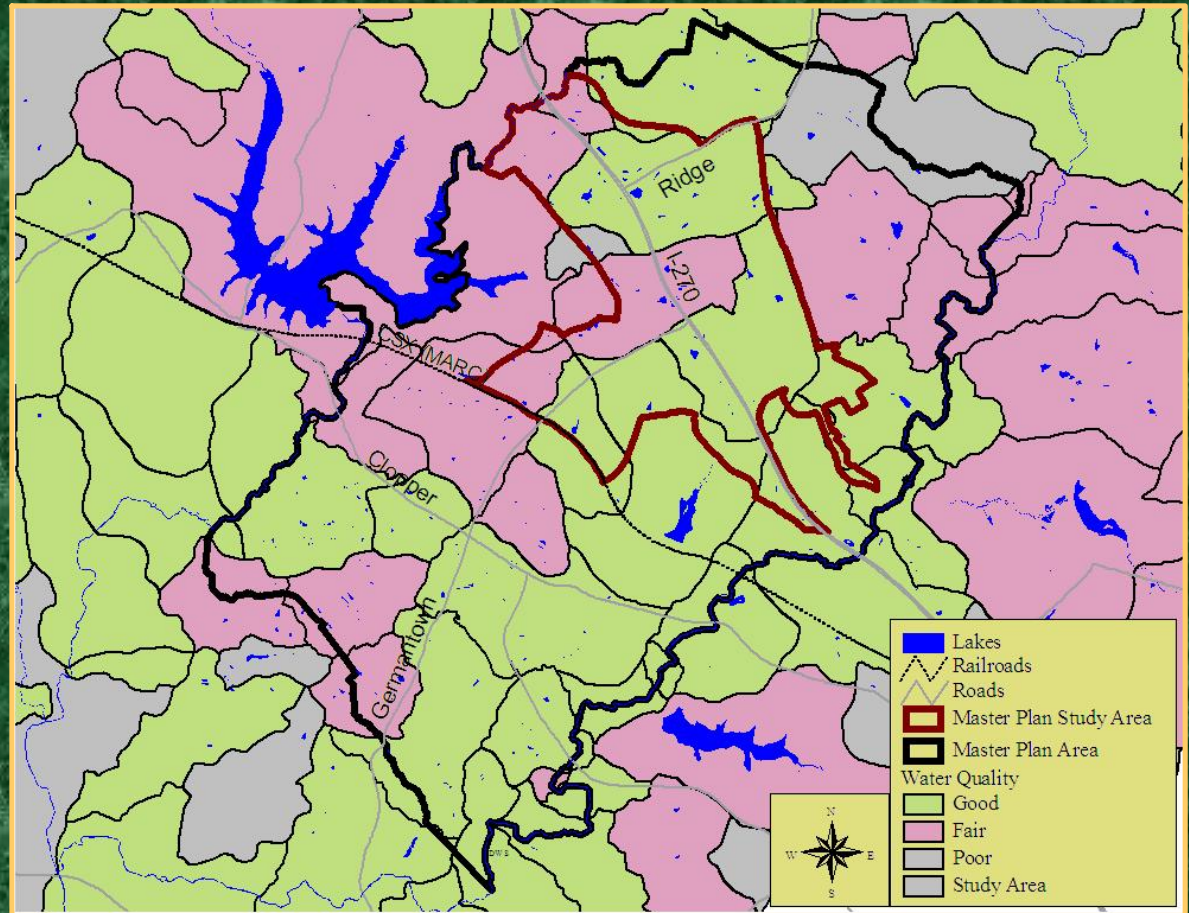 Ridge
I-270
CSX/MARC
Clopper
Germantown
Lakes
Railroads
Roads
Master Plan Study Area
Master Plan Area
Water Quality
Good
Fair
Poor
Study Area
N
W E
S